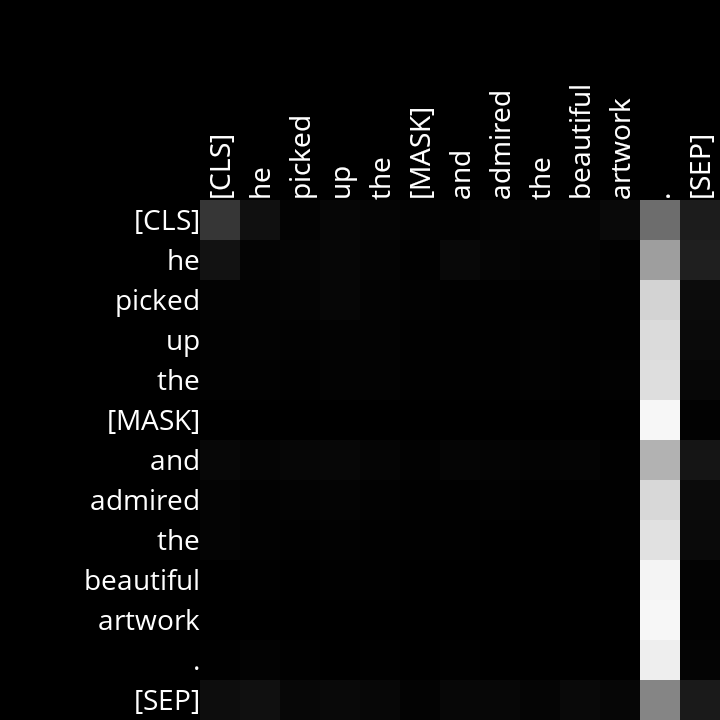 [CLS] he picked up the [MASK] and admired the beautiful artwork . [SEP]
[CLS]
he
picked
up
the
[MASK]
and
admired
the
beautiful
artwork
.
[SEP]